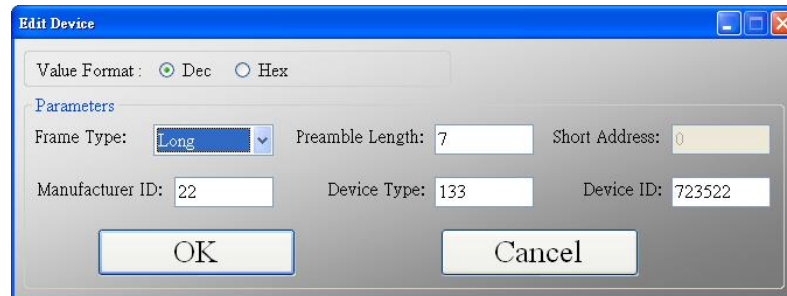 Edit Device
Value Format : Dec Hex
Parameters
Frame Type: Long Preamble Length: 7 Short Address: 0
Manufacturer ID: 22 Device Type: 133 Device ID: 723522
OK Cancel